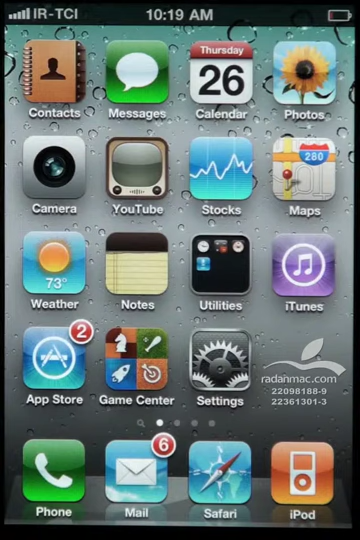 IR-TCI 10:19 AM
Contacts Messages Thursday 26 Calendar Photos
Camera YouTube Stocks 280 Maps
73° Weather Notes Utilities iTunes
2 App Store Game Center Settings
radanmac.com
22098188-9
22361301-3
Phone 6 Mail Safari iPod